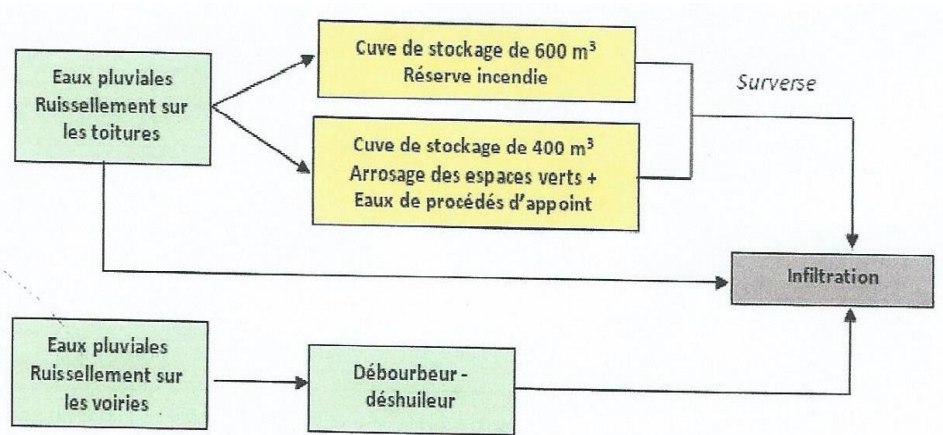 Eaux pluviales
Ruissellement sur
les toitures
Cuve de stockage de 600 m³
Réserve incendie
Cuve de stockage de 400 m³
Arrosage des espaces verts +
Eaux de procédés d'appoint
Surverse
Infiltration
Eaux pluviales
Ruissellement sur
les voiries
Débourbeur -
déshuileur